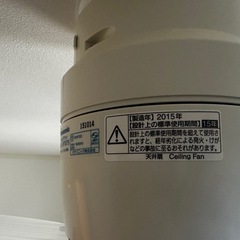 151014
【製造年】2015年
【設計上の標準使用期間】15年
設計上の標準使用期間を超えて使用さ
れますと、経年劣化による発火・けが
などの事故に至るおそれがあります。
天井扇 Ceiling Fan